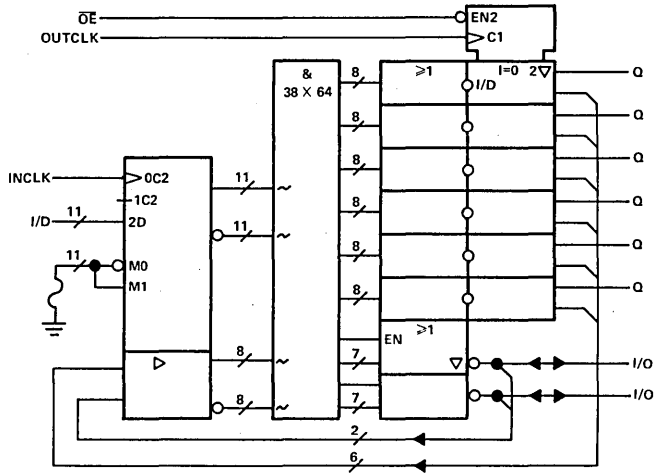 OE
EN2
OUTCLK
C1
&
38 X 64
8
≥1
I=0 2▽
Q
I/D
8
Q
8
Q
INCLK
0C2
11
8
Q
1C2
I/D
11
2D
11
8
Q
11
M0
M1
8
Q
≥1
EN
8
7
▽
I/O
8
7
I/O
2
6